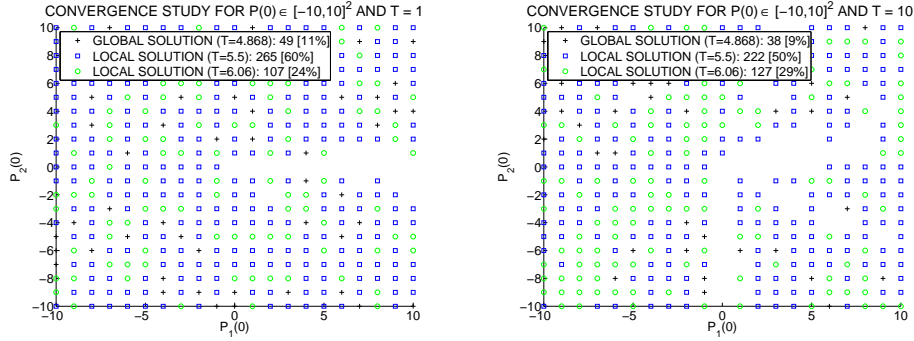 CONVERGENCE STUDY FOR P(0) ∈ [-10,10]² AND T = 1
+ GLOBAL SOLUTION (T=4.868): 49 [11%]
LOCAL SOLUTION (T=5.5): 265 [60%]
LOCAL SOLUTION (T=6.06): 107 [24%]
10
8
6
4
2
0
−2
−4
−6
−8
−10
P₂(0)
−10 −5 0 5 10
P₁(0)
CONVERGENCE STUDY FOR P(0) ∈ [-10,10]² AND T = 10
+ GLOBAL SOLUTION (T=4.868): 38 [9%]
LOCAL SOLUTION (T=5.5): 222 [50%]
LOCAL SOLUTION (T=6.06): 127 [29%]
10
8
6
4
2
0
−2
−4
−6
−8
−10
P₂(0)
−10 −5 0 5 10
P₁(0)